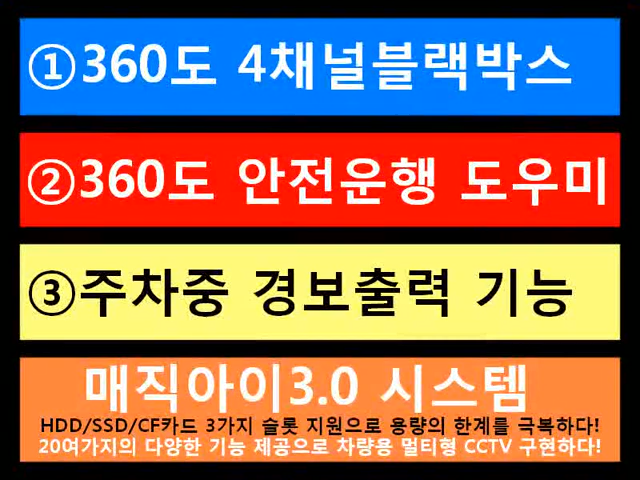 ①360도 4채널블랙박스
②360도 안전운행 도우미
③주차중 경보출력 기능
매직아이3.0 시스템
HDD/SSD/CF카드 3가지 슬롯 지원으로 용량의 한계를 극복하다!
20여가지의 다양한 기능 제공으로 차량용 멀티형 CCTV 구현하다!